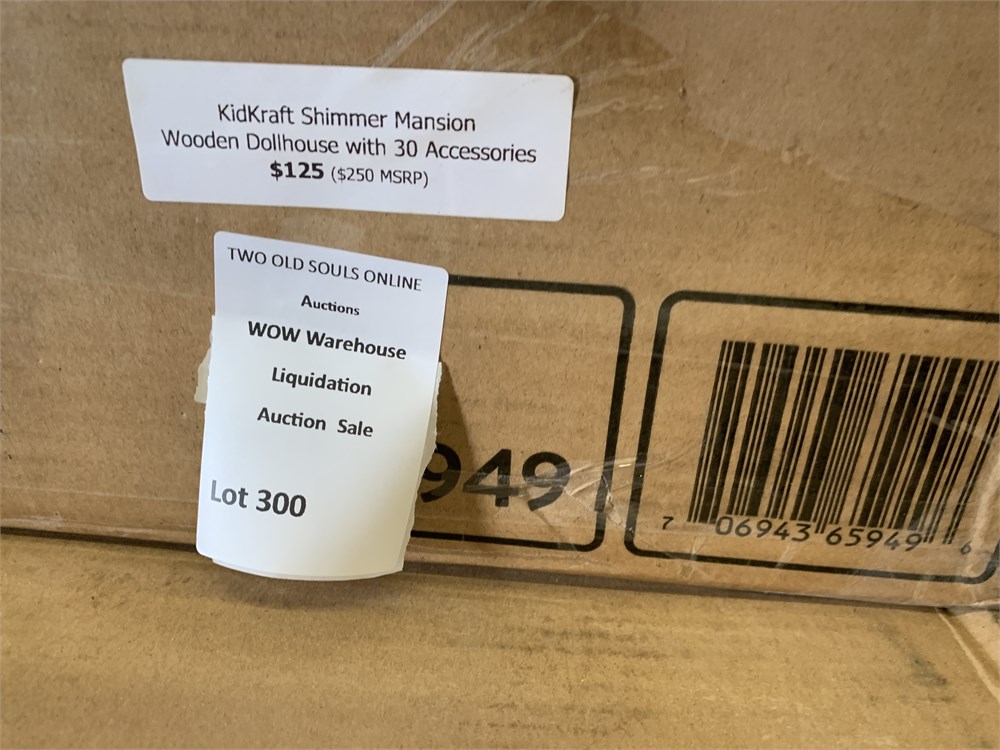 KidKraft Shimmer Mansion
Wooden Dollhouse with 30 Accessories
$125 ($250 MSRP)
TWO OLD SOULS ONLINE
Auctions
WOW Warehouse
Liquidation
Auction Sale
Lot 300
949
7 06943 65949 6